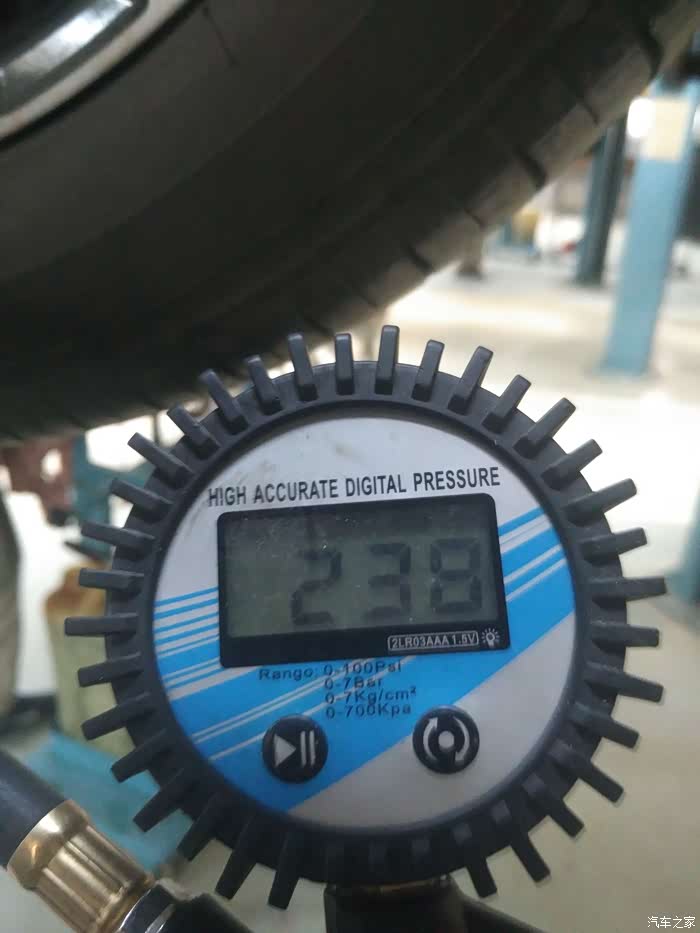 HIGH ACCURATE DIGITAL PRESSURE
238
2LR03AAA 1.5V
Rango: 0-100Psi
0-7Bar
0-7Kg/cm²
0-700Kpa
汽车之家